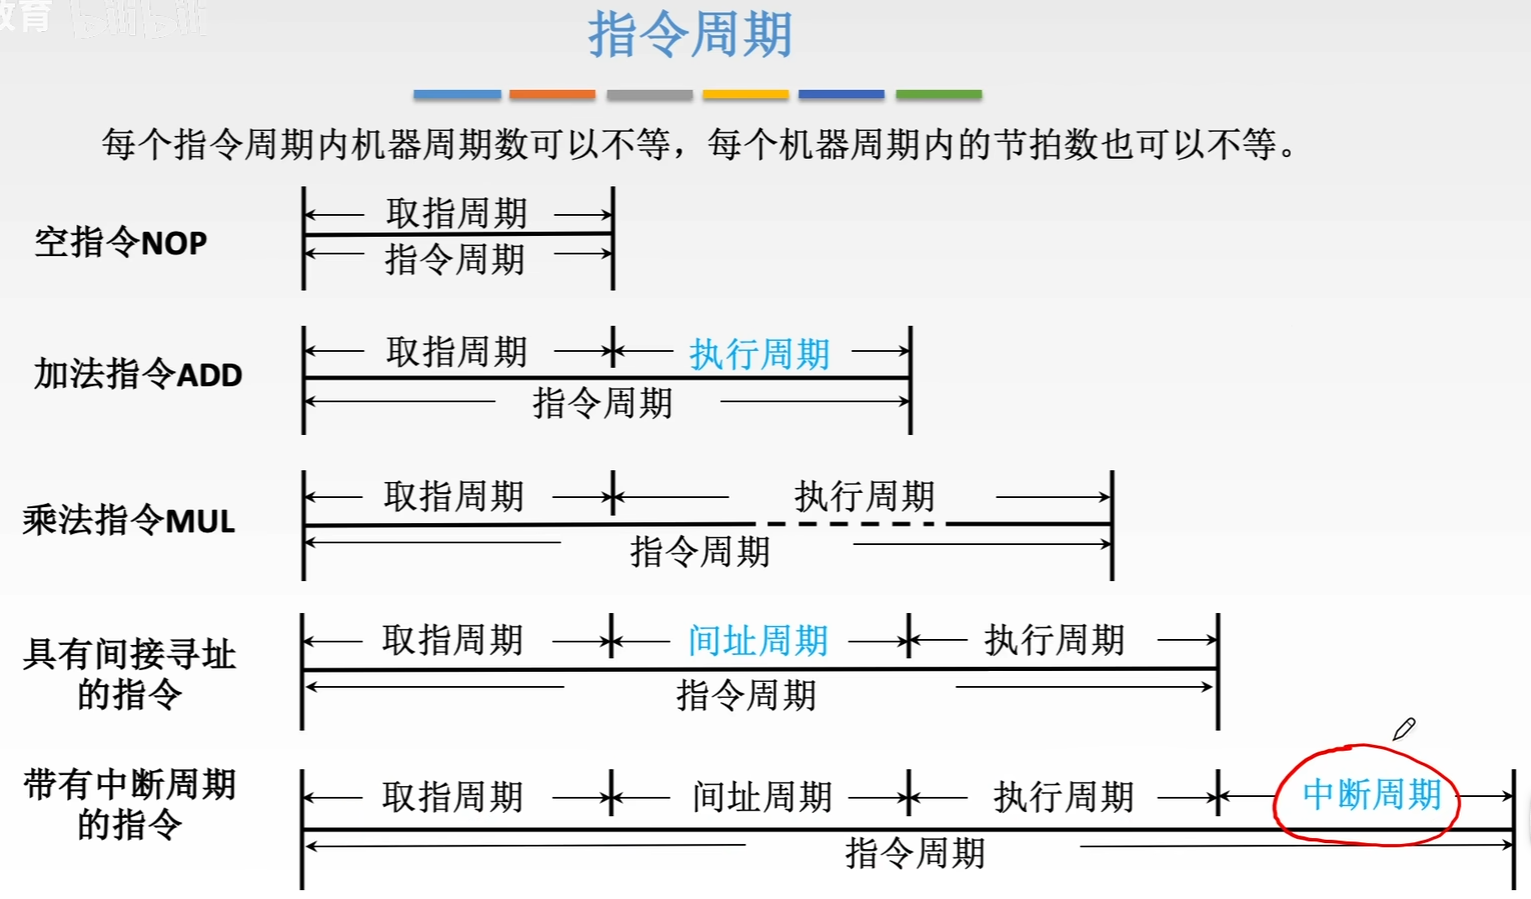 教育 bilibili
指令周期
每个指令周期内机器周期数可以不等，每个机器周期内的节拍数也可以不等。
空指令NOP
取指周期
指令周期
加法指令ADD
取指周期 执行周期
指令周期
乘法指令MUL
取指周期 执行周期
指令周期
具有间接寻址
的指令
取指周期 间址周期 执行周期
指令周期
带有中断周期
的指令
取指周期 间址周期 执行周期 中断周期
指令周期